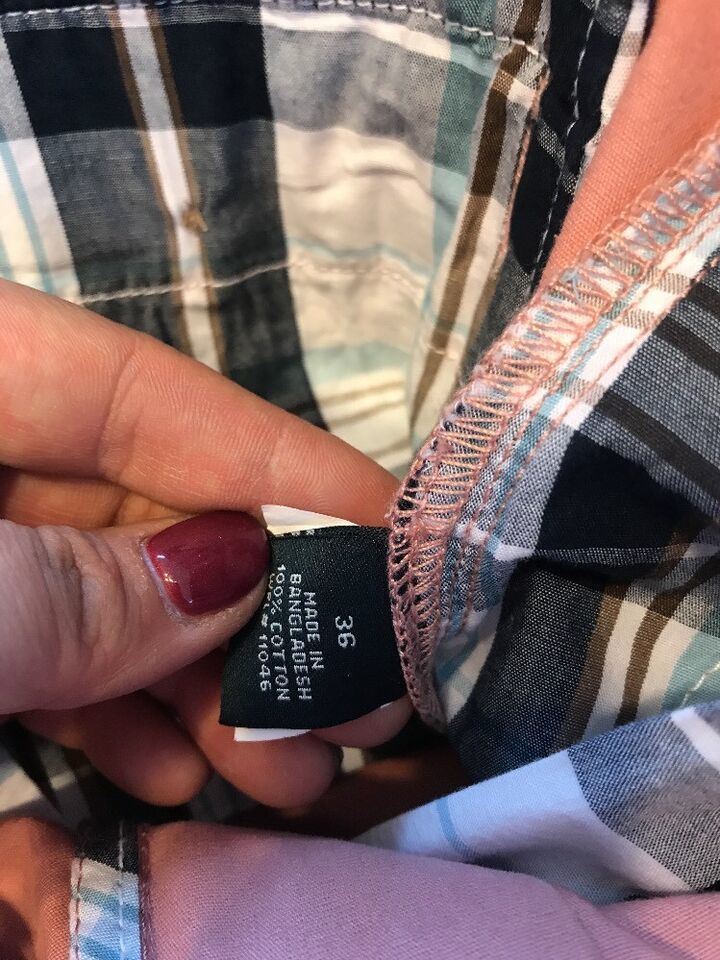 36
MADE IN
BANGLADESH
100% COTTON
11046